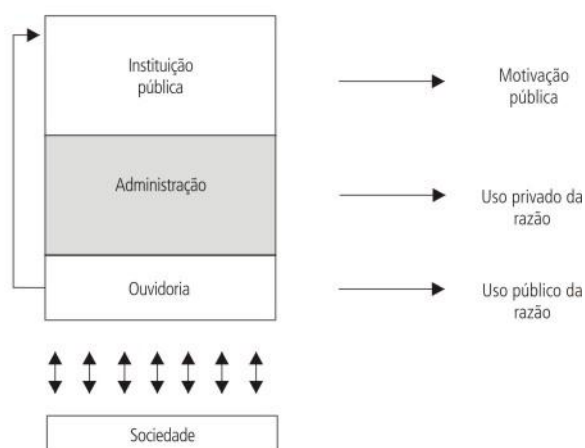 Instituição
pública
Motivação
pública
Administração
Uso privado da
razão
Ouvidoria
Uso público da
razão
Sociedade